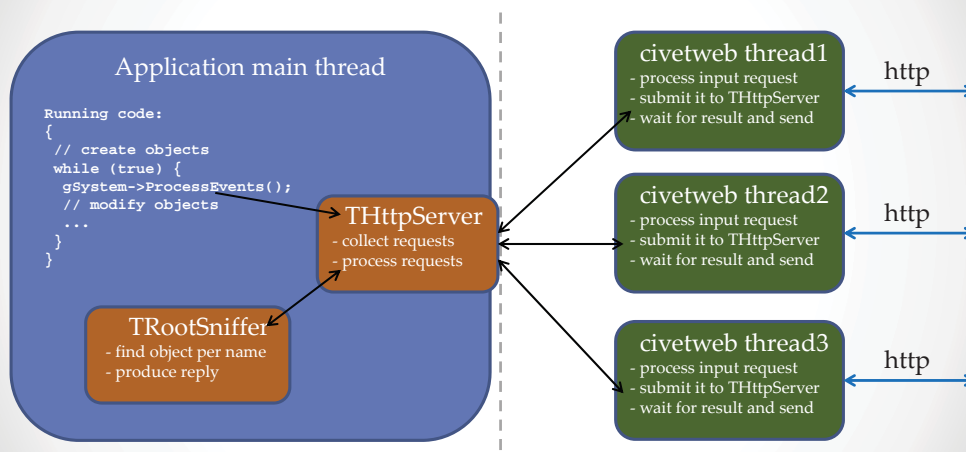 Application main thread
Running code:
{
// create objects
while (true) {
gSystem->ProcessEvents();
// modify objects
...
}
}
THttpServer
- collect requests
- process requests
TRootSniffer
- find object per name
- produce reply
civetweb thread1
- process input request
- submit it to THttpServer
- wait for result and send
http
civetweb thread2
- process input request
- submit it to THttpServer
- wait for result and send
http
civetweb thread3
- process input request
- submit it to THttpServer
- wait for result and send
http